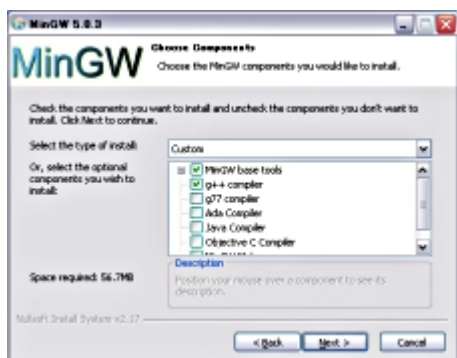 MinGW 5.0.3
MinGW
Choose Components
Choose the MinGW components you would like to install.
Check the components you want to install and uncheck the components you don't want to
install. Click Next to continue.
Select the type of install:
Custom
Or, select the optional
components you wish to
install:
MinGW base tools
g++ compiler
g77 compiler
Ada Compiler
Java Compiler
Objective C Compiler
Space required: 56.7MB
Description
Position your mouse over a component to see its
description.
Nullsoft Install System v2.17
< Back
Next >
Cancel